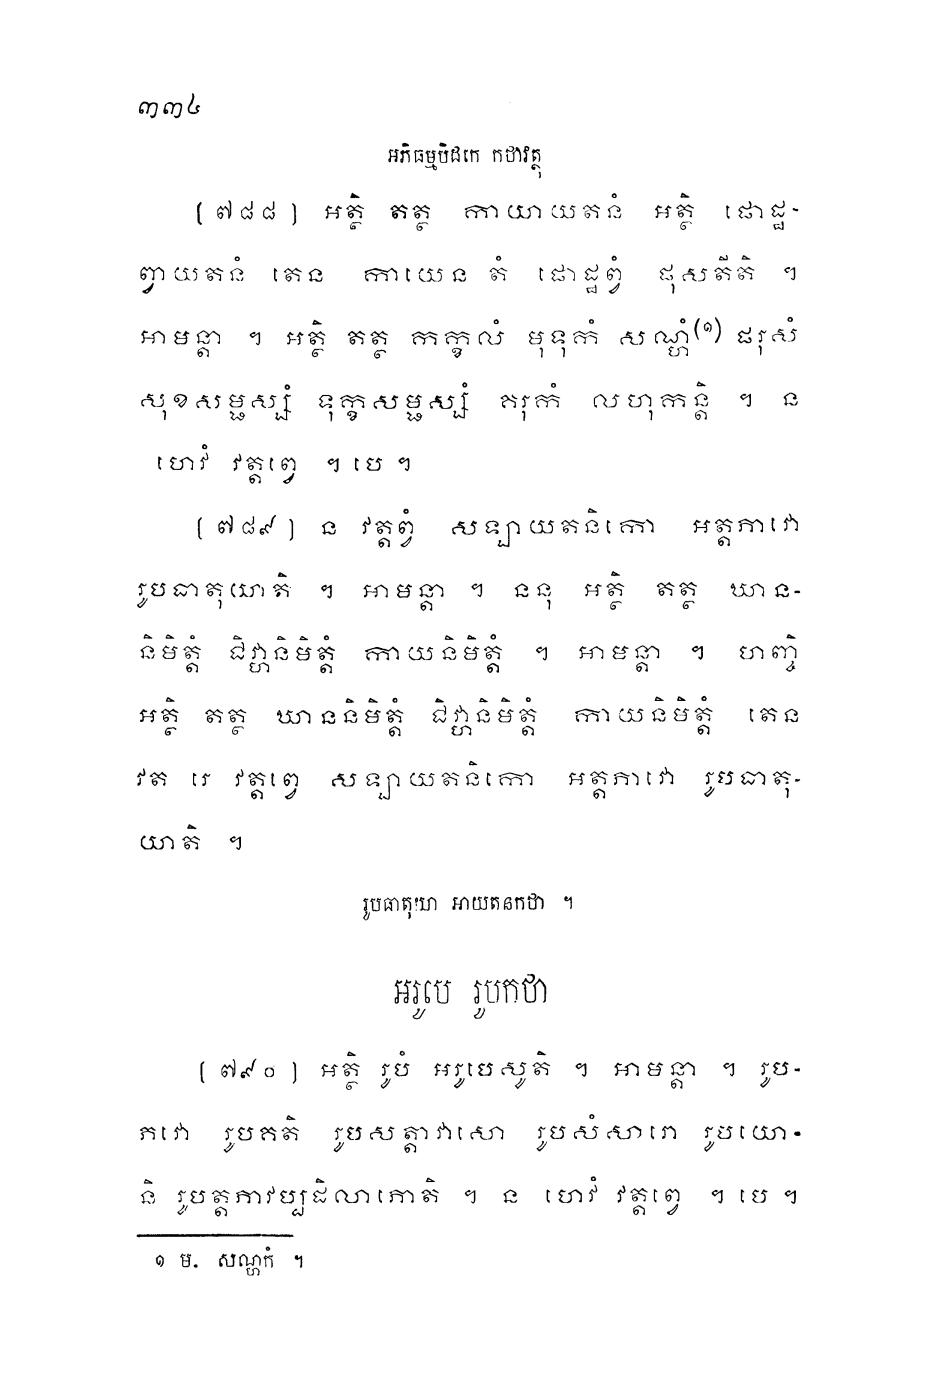 ៣៣៤
អភិធម្មបិដកេ កថាវត្ថុ
(៧៨៨) អត្ថិ តត្ថ កាយាយតនំ អត្ថិ ផោដ្ឋ-
ព្វាយតនំ តេន កាយេន តំ ផោដ្ឋព្វំ ផុសតីតិ ។
អាមន្តា ។ អត្ថិ តត្ថ កក្ខលំ មុទុកំ សណ្ហំ(១) ផរុសំ
សុខសម្ផស្សំ ទុក្ខសម្ផស្សំ គរុកំ លហុកន្តិ ។ ន
ហេវំ វត្តព្វេ ។ បេ ។
(៧៨៩) ន វត្តព្វំ សឡាយតនិកោ អត្តភាវោ
រូបធាតុយាតិ ។ អាមន្តា ។ ននុ អត្ថិ តត្ថ ឃាន-
និមិត្តំ ជិវ្ហានិមិត្តំ កាយនិមិត្តំ ។ អាមន្តា ។ ហញ្ចិ
អត្ថិ តត្ថ ឃាននិមិត្តំ ជិវ្ហានិមិត្តំ កាយនិមិត្តំ តេន
វត រេ វត្តព្វេ សឡាយតនិកោ អត្តភាវោ រូបធាតុ-
យាតិ ។
រូបធាតុយា អាយតនកថា ។
អរូបេ រូបកថា
(៧៩០) អត្ថិ រូបំ អរូបេសូតិ ។ អាមន្តា ។ រូប-
ភវោ រូបគតិ រូបសត្តាវាសោ រូបសំសារោ រូបយោ-
និ រូបត្តភាវប្បដិលាភោតិ ។ ន ហេវំ វត្តព្វេ ។ បេ ។
១ ម. សណ្ហកំ ។